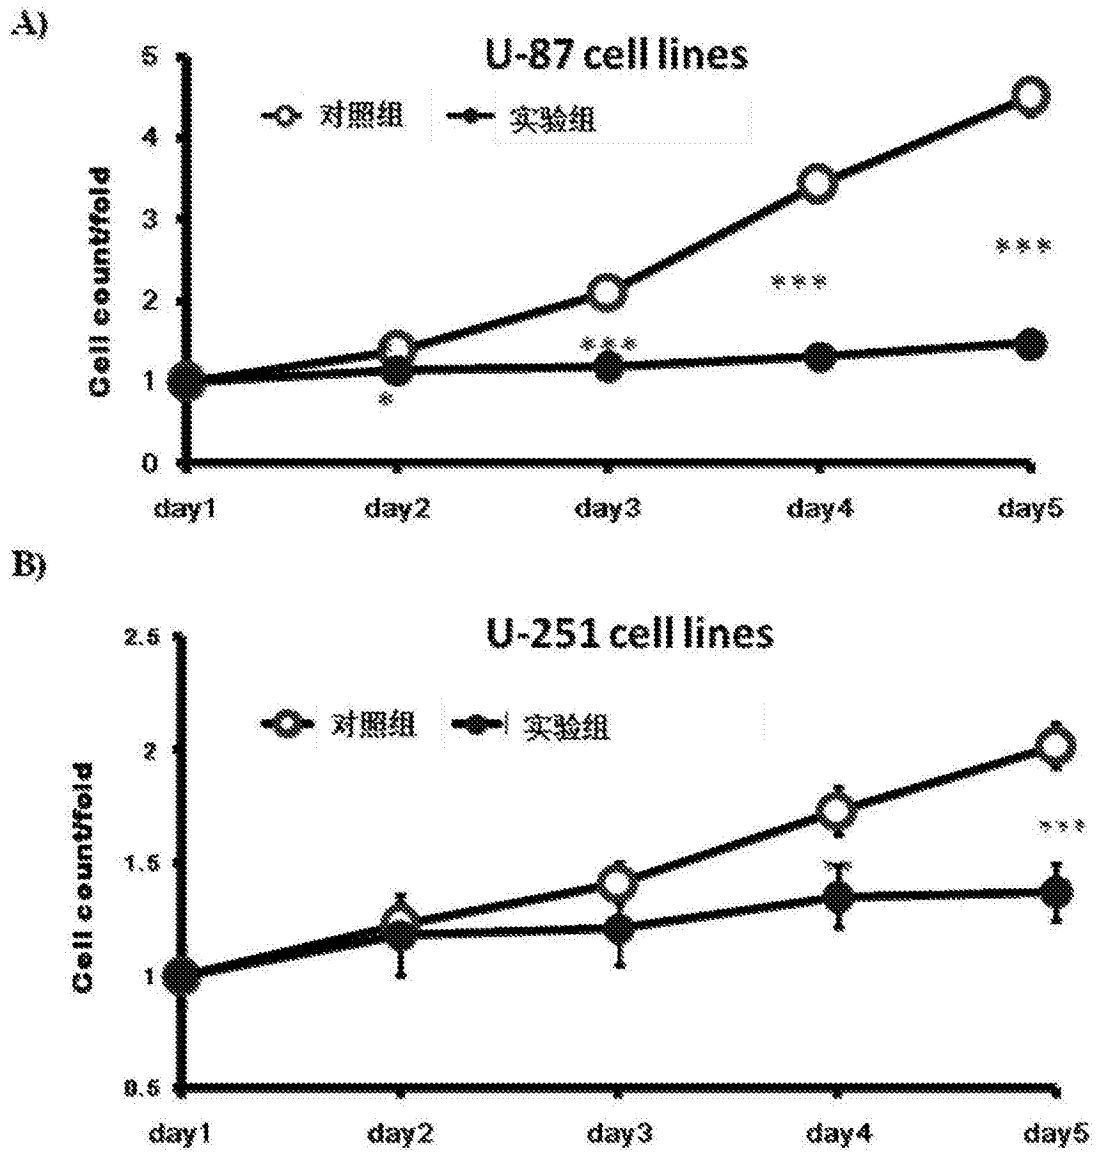 A)
U-87 cell lines
对照组 实验组
Cell count/fold
5
4
3
2
1
0
***
***
***
*
day1 day2 day3 day4 day5
B)
U-251 cell lines
对照组 实验组
Cell count/fold
2.5
2
1.5
1
0.5
***
day1 day2 day3 day4 day5